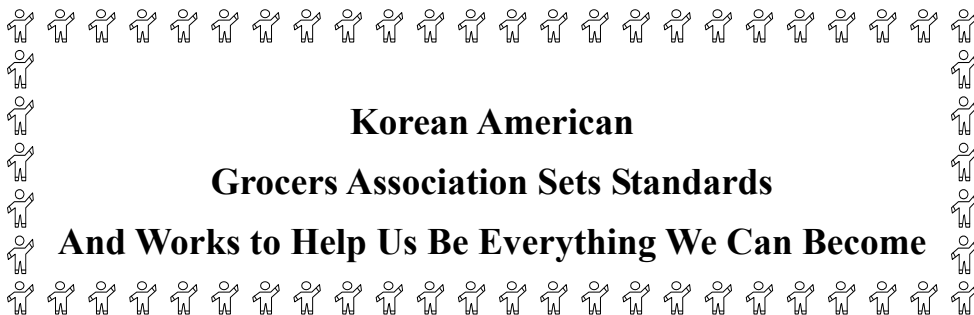 Korean American
Grocers Association Sets Standards
And Works to Help Us Be Everything We Can Become